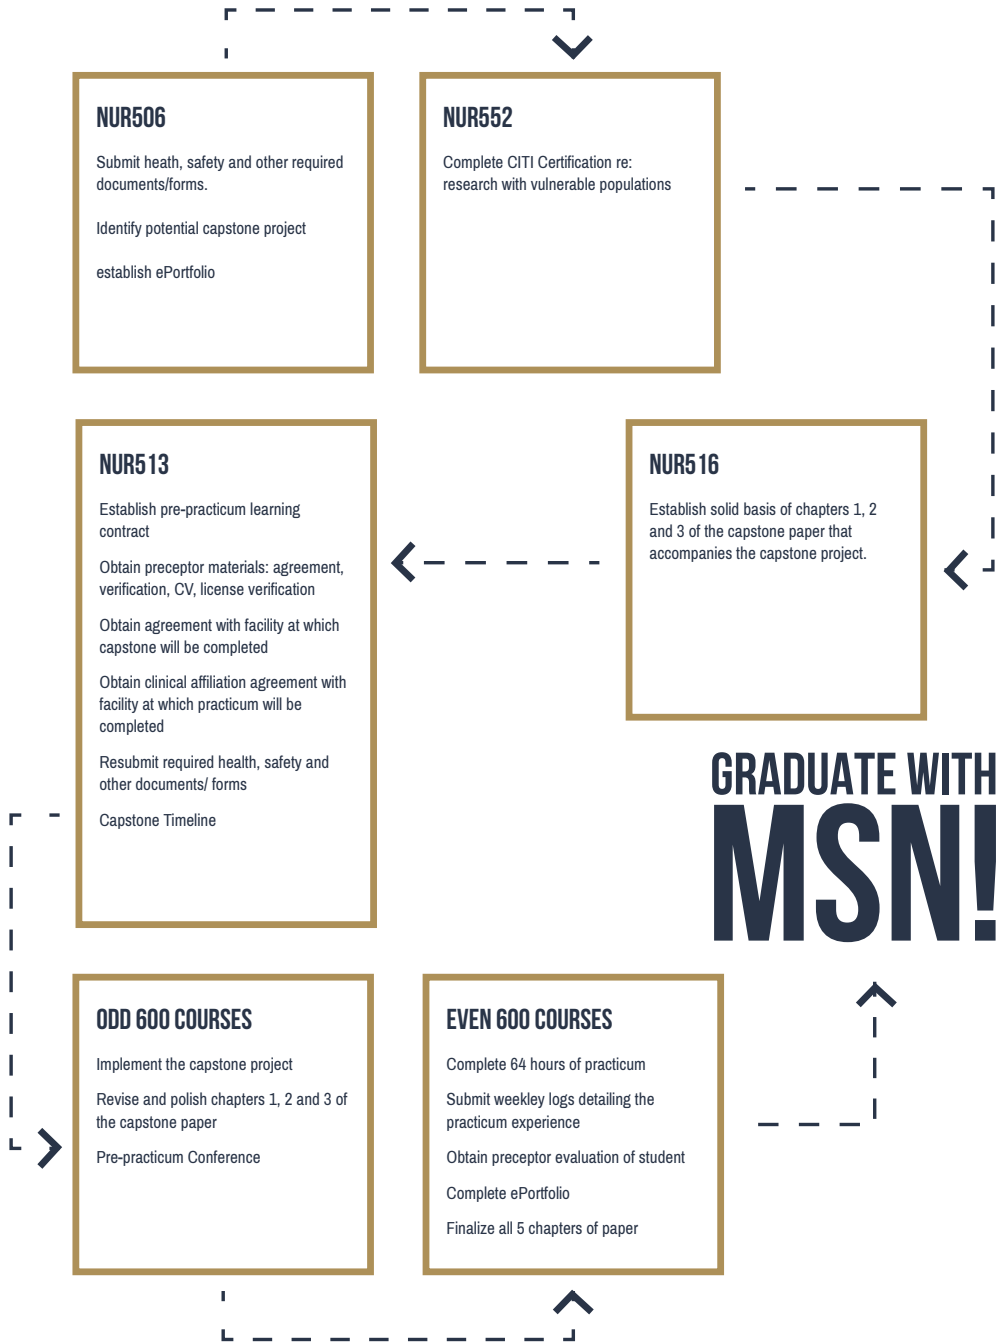 NUR506
Submit heath, safety and other required
documents/forms.
Identify potential capstone project
establish ePortfolio
NUR552
Complete CITI Certification re:
research with vulnerable populations
NUR516
Establish solid basis of chapters 1, 2
and 3 of the capstone paper that
accompanies the capstone project.
NUR513
Establish pre-practicum learning
contract
Obtain preceptor materials: agreement,
verification, CV, license verification
Obtain agreement with facility at which
capstone will be completed
Obtain clinical affiliation agreement with
facility at which practicum will be
completed
Resubmit required health, safety and
other documents/ forms
Capstone Timeline
ODD 600 COURSES
Implement the capstone project
Revise and polish chapters 1, 2 and 3 of
the capstone paper
Pre-practicum Conference
EVEN 600 COURSES
Complete 64 hours of practicum
Submit weekley logs detailing the
practicum experience
Obtain preceptor evaluation of student
Complete ePortfolio
Finalize all 5 chapters of paper
GRADUATE WITH
MSN!